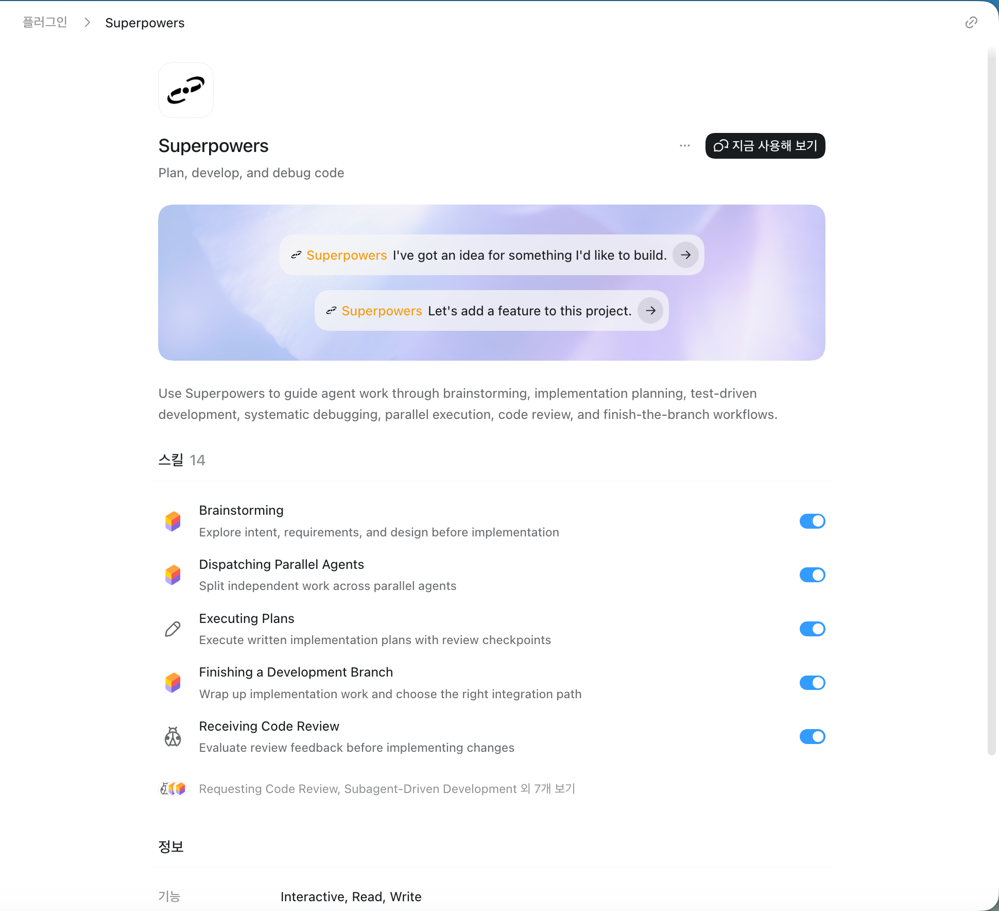 플러그인 > Superpowers
Superpowers
지금 사용해 보기
Plan, develop, and debug code
Superpowers I've got an idea for something I'd like to build.
Superpowers Let's add a feature to this project.
Use Superpowers to guide agent work through brainstorming, implementation planning, test-driven
development, systematic debugging, parallel execution, code review, and finish-the-branch workflows.
스킬 14
Brainstorming
Explore intent, requirements, and design before implementation
Dispatching Parallel Agents
Split independent work across parallel agents
Executing Plans
Execute written implementation plans with review checkpoints
Finishing a Development Branch
Wrap up implementation work and choose the right integration path
Receiving Code Review
Evaluate review feedback before implementing changes
Requesting Code Review, Subagent-Driven Development 외 7개 보기
정보
기능 Interactive, Read, Write